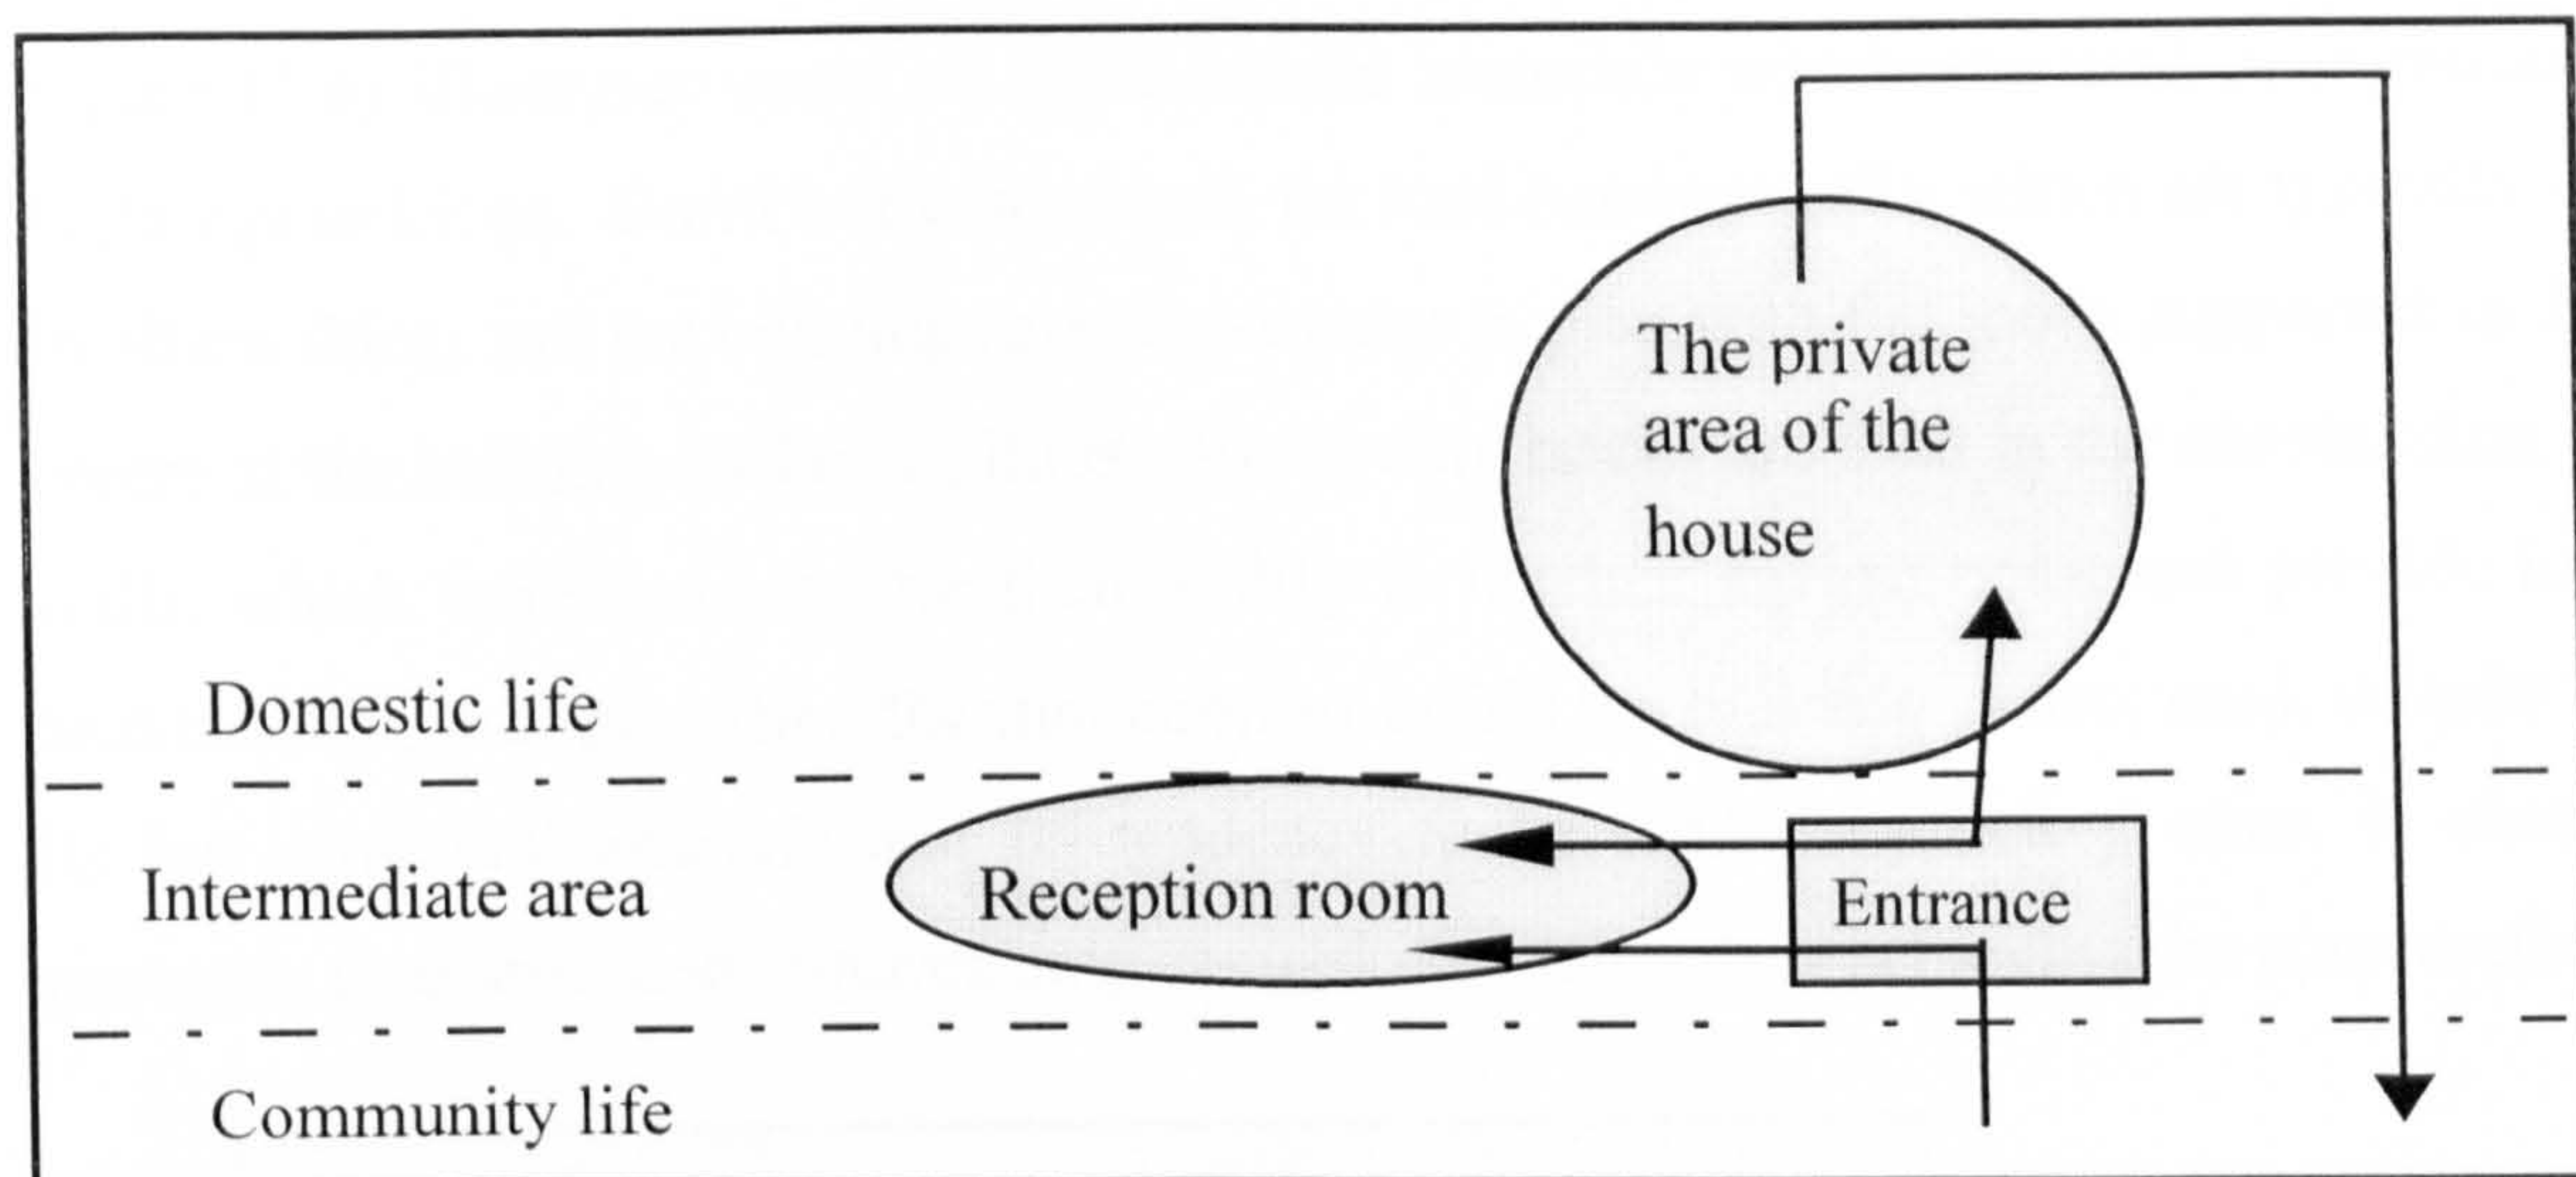 The private
area of the
house
Domestic life
Intermediate area
Reception room
Entrance
Community life